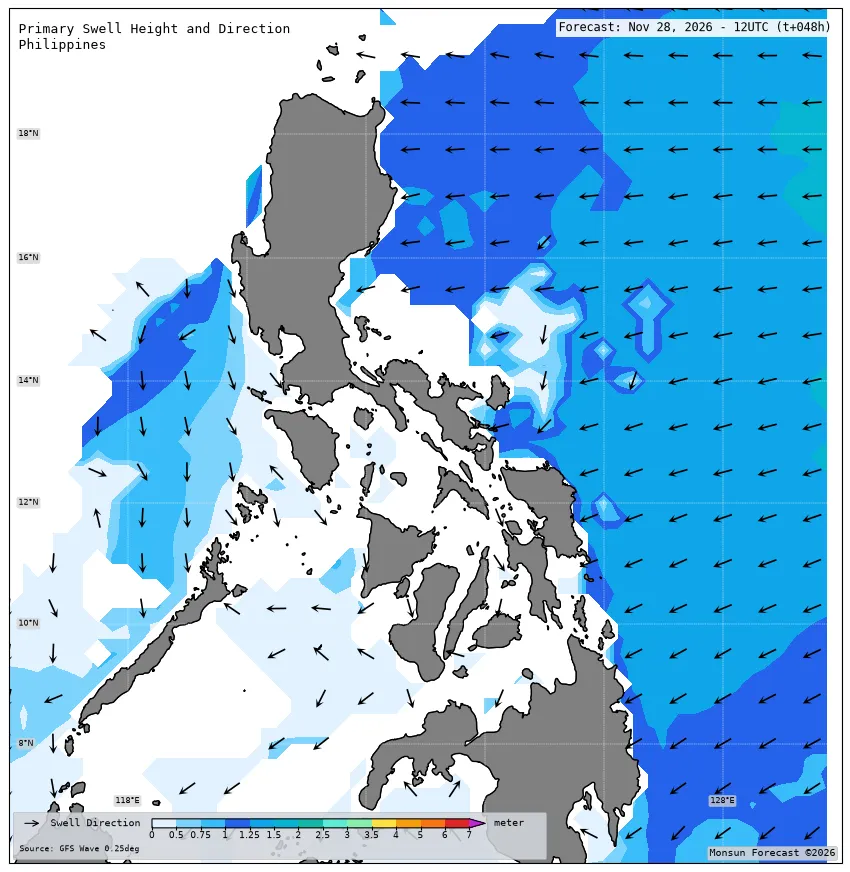 Primary Swell Height and Direction
Philippines
Forecast: Nov 28, 2026 - 12UTC (t+048h)
18°N
16°N
14°N
12°N
10°N
8°N
118°E
128°E
Swell Direction
0 0.5 0.75 1 1.25 1.5 2 2.5 3 3.5 4 5 6 7
meter
Source: GFS Wave 0.25deg
Monsun Forecast ©2026